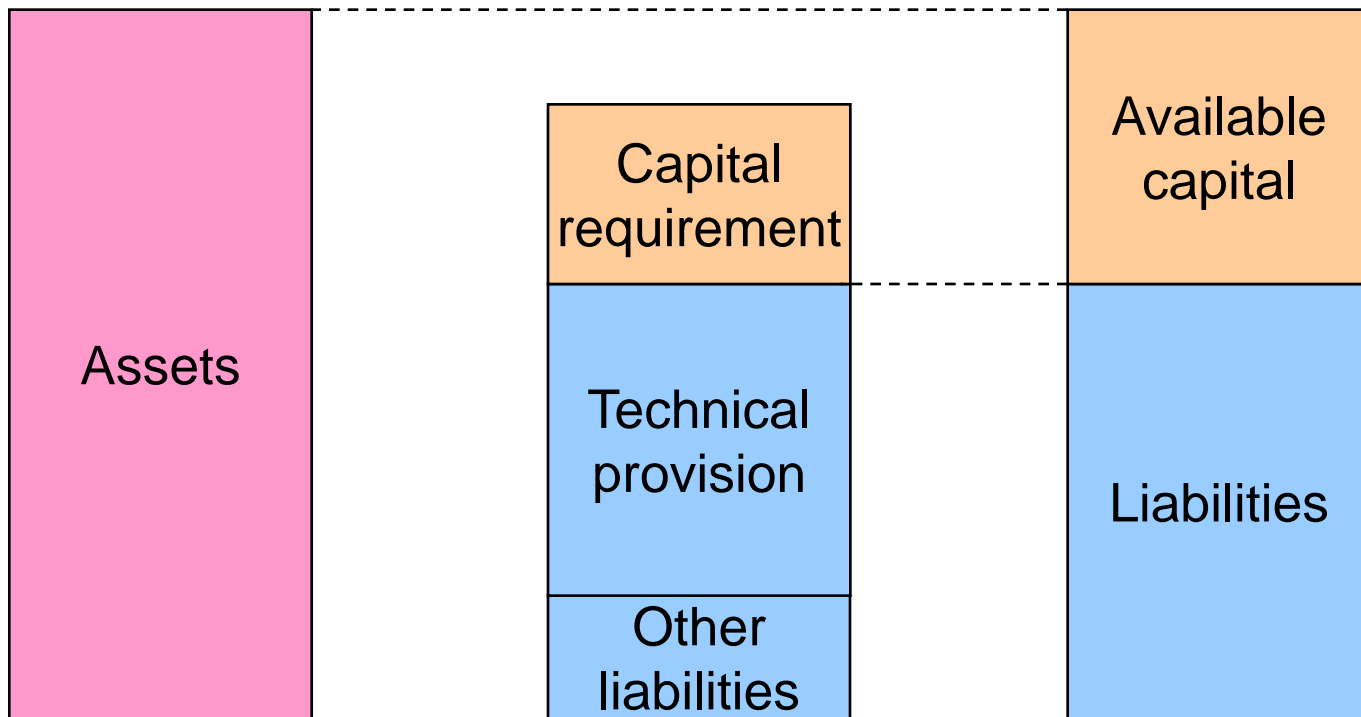 Assets
Capital
requirement
Technical
provision
Other
liabilities
Available
capital
Liabilities